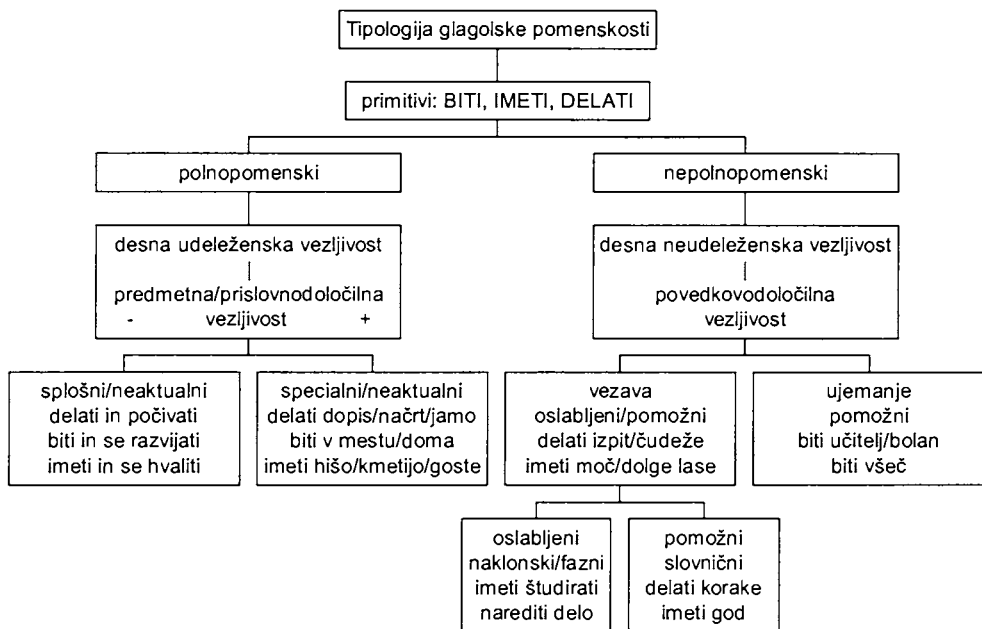 Tipologija glagolske pomenskosti
primitivi: BITI, IMETI, DELATI
polnopomenski
nepolnopomenski
desna udeleženska vezljivost
predmetna/prislovnodoločilna
- vezljivost +
desna neudeleženska vezljivost
povedkovodoločilna
vezljivost
splošni/neaktualni
delati in počivati
biti in se razvijati
imeti in se hvaliti
specialni/neaktualni
delati dopis/načrt/jamo
biti v mestu/doma
imeti hišo/kmetijo/goste
vezava
oslabljeni/pomožni
delati izpit/čudeže
imeti moč/dolge lase
ujemanje
pomožni
biti učitelj/bolan
biti všeč
oslabljeni
naklonski/fazni
imeti študirati
narediti delo
pomožni
slovnični
delati korake
imeti god